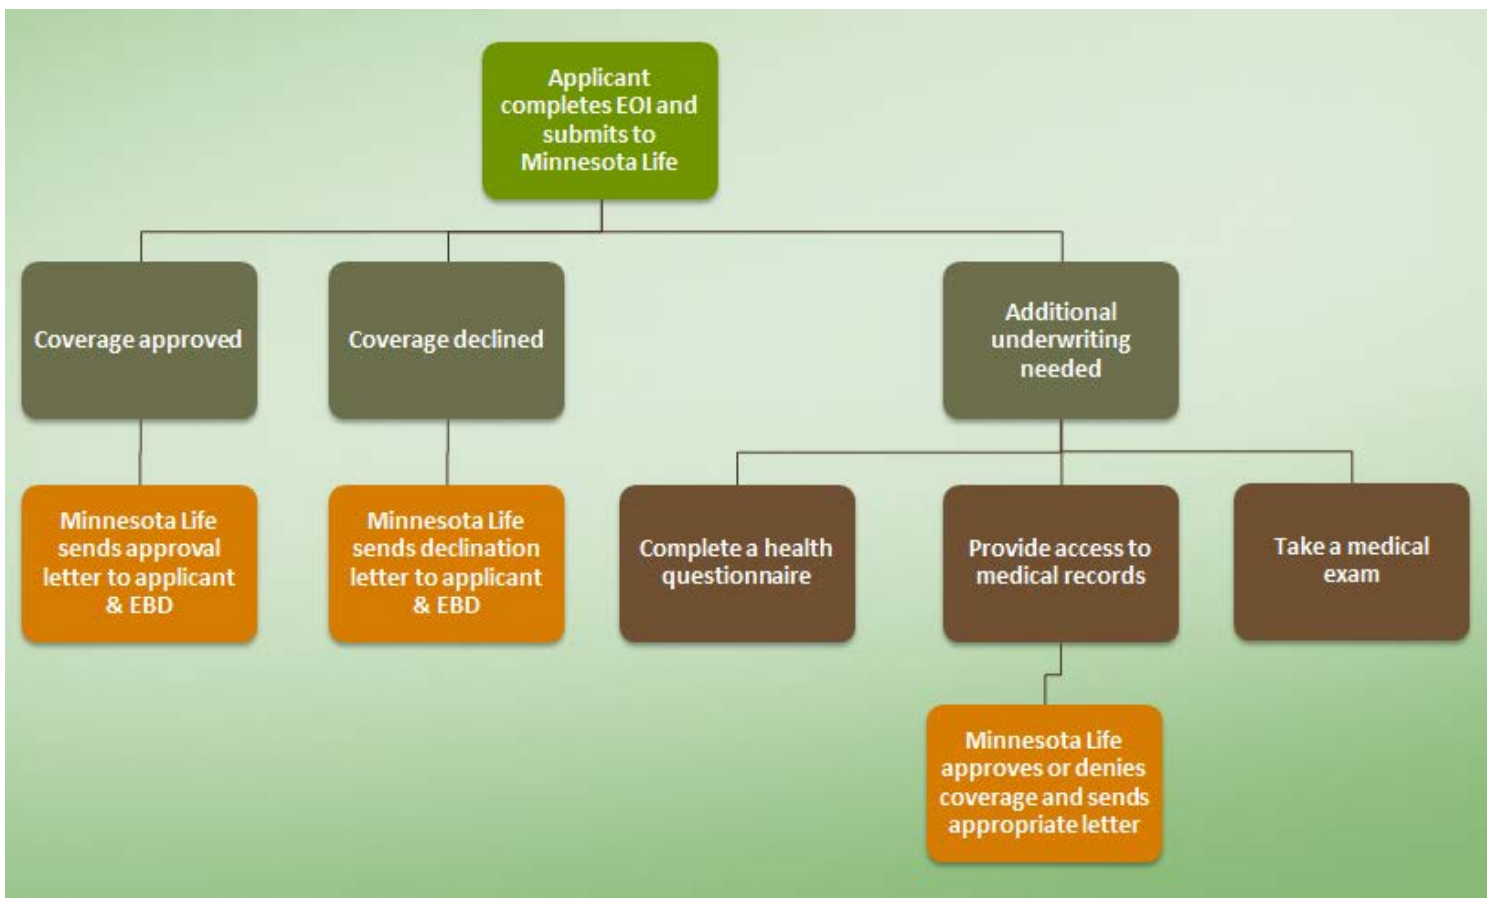 Applicant
completes EOI and
submits to
Minnesota Life
Coverage approved
Coverage declined
Additional
underwriting
needed
Minnesota Life
sends approval
letter to applicant
& EBD
Minnesota Life
sends declination
letter to applicant
& EBD
Complete a health
questionnaire
Provide access to
medical records
Take a medical
exam
Minnesota Life
approves or denies
coverage and sends
appropriate letter